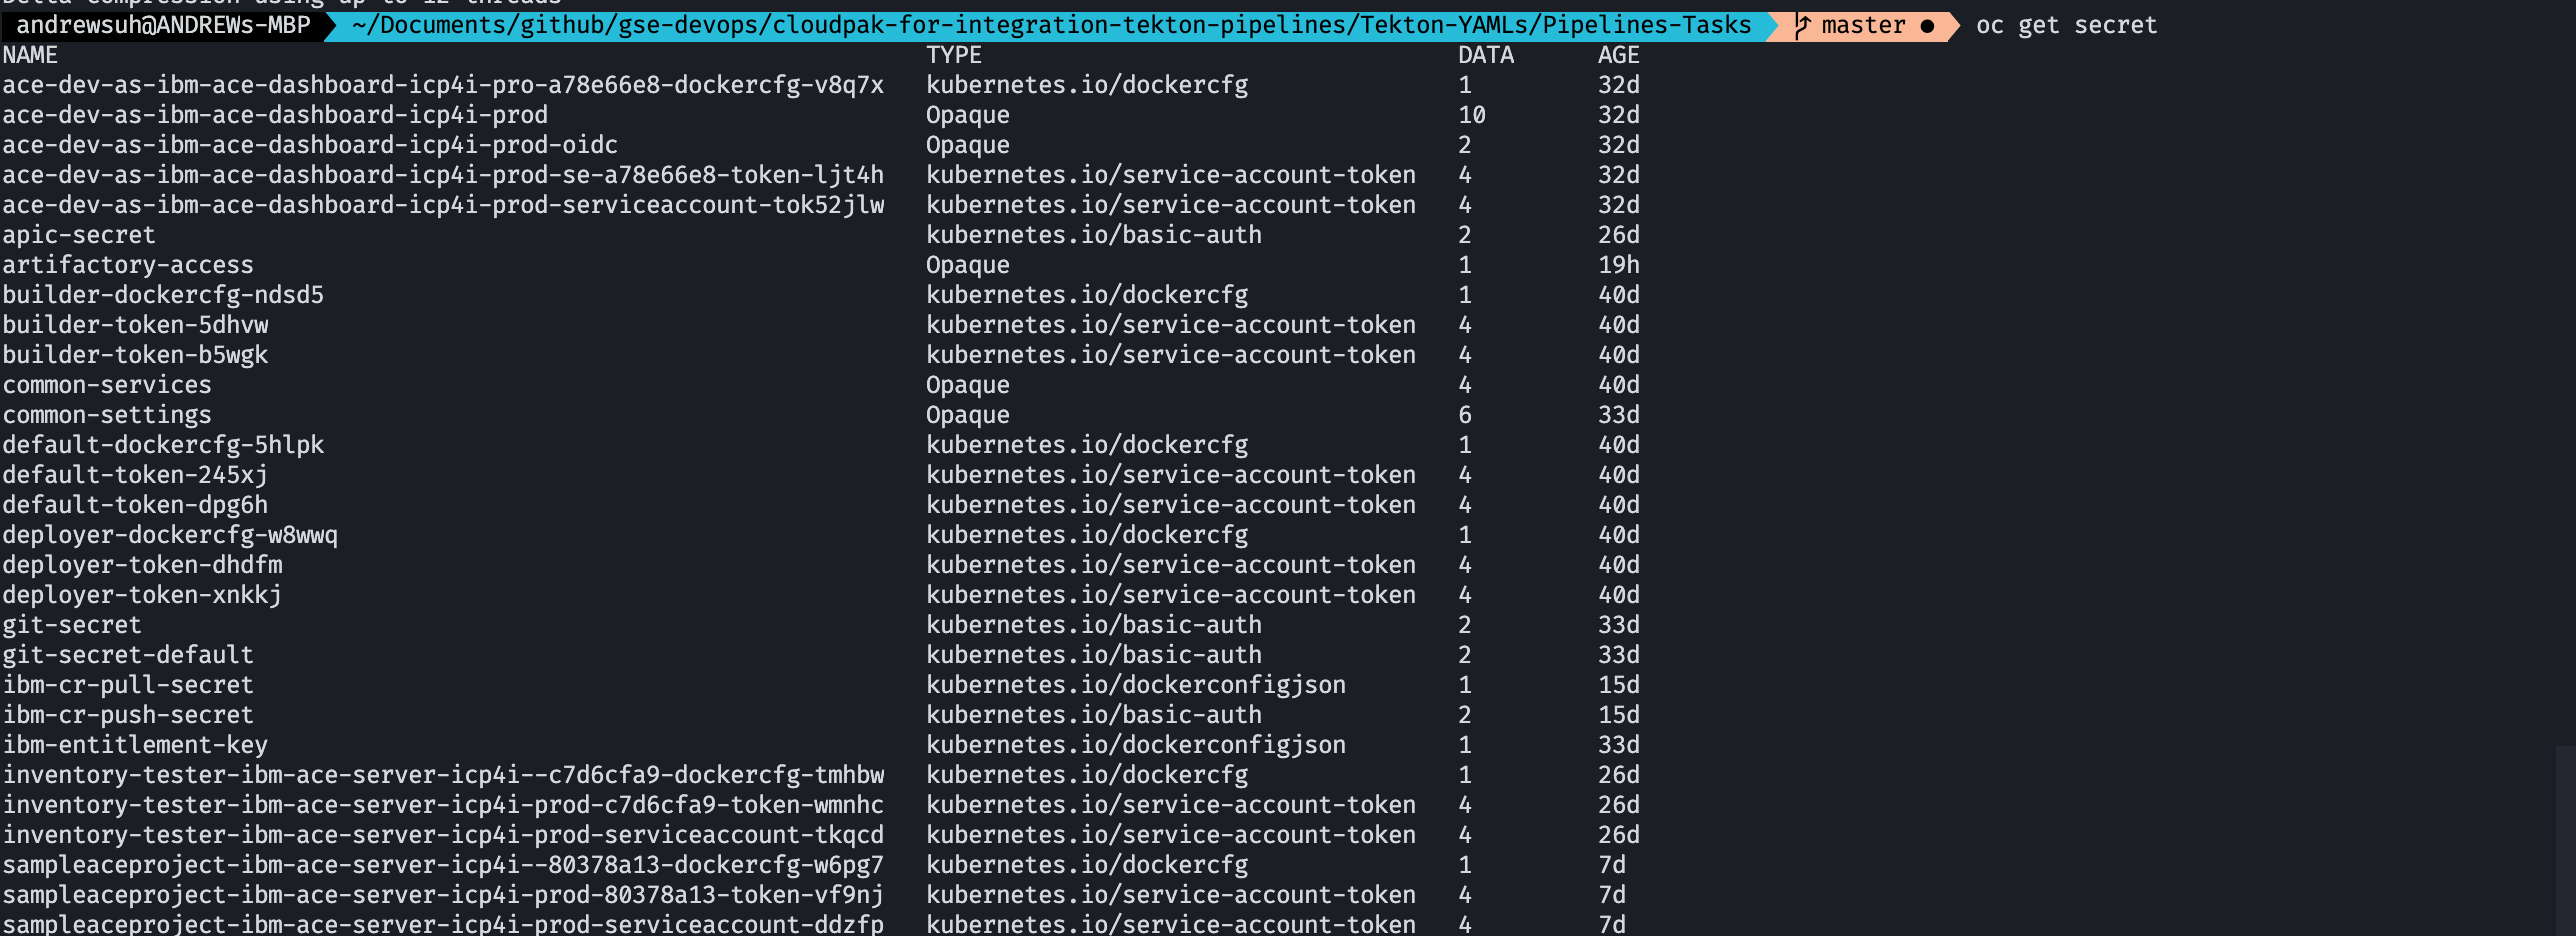 Delta compression using up to 12 threads
andrewsuh@ANDREWs-MBP ~/Documents/github/gse-devops/cloudpak-for-integration-tekton-pipelines/Tekton-YAMLs/Pipelines-Tasks master ● oc get secret
NAME TYPE DATA AGE
ace-dev-as-ibm-ace-dashboard-icp4i-pro-a78e66e8-dockercfg-v8q7x kubernetes.io/dockercfg 1 32d
ace-dev-as-ibm-ace-dashboard-icp4i-prod Opaque 10 32d
ace-dev-as-ibm-ace-dashboard-icp4i-prod-oidc Opaque 2 32d
ace-dev-as-ibm-ace-dashboard-icp4i-prod-se-a78e66e8-token-ljt4h kubernetes.io/service-account-token 4 32d
ace-dev-as-ibm-ace-dashboard-icp4i-prod-serviceaccount-tok52jlw kubernetes.io/service-account-token 4 32d
apic-secret kubernetes.io/basic-auth 2 26d
artifactory-access Opaque 1 19h
builder-dockercfg-ndsd5 kubernetes.io/dockercfg 1 40d
builder-token-5dhvw kubernetes.io/service-account-token 4 40d
builder-token-b5wgk kubernetes.io/service-account-token 4 40d
common-services Opaque 4 40d
common-settings Opaque 6 33d
default-dockercfg-5hlpk kubernetes.io/dockercfg 1 40d
default-token-245xj kubernetes.io/service-account-token 4 40d
default-token-dpg6h kubernetes.io/service-account-token 4 40d
deployer-dockercfg-w8wwq kubernetes.io/dockercfg 1 40d
deployer-token-dhdfm kubernetes.io/service-account-token 4 40d
deployer-token-xnkkj kubernetes.io/service-account-token 4 40d
git-secret kubernetes.io/basic-auth 2 33d
git-secret-default kubernetes.io/basic-auth 2 33d
ibm-cr-pull-secret kubernetes.io/dockerconfigjson 1 15d
ibm-cr-push-secret kubernetes.io/basic-auth 2 15d
ibm-entitlement-key kubernetes.io/dockerconfigjson 1 33d
inventory-tester-ibm-ace-server-icp4i--c7d6cfa9-dockercfg-tmhbw kubernetes.io/dockercfg 1 26d
inventory-tester-ibm-ace-server-icp4i-prod-c7d6cfa9-token-wmnhc kubernetes.io/service-account-token 4 26d
inventory-tester-ibm-ace-server-icp4i-prod-serviceaccount-tkqcd kubernetes.io/service-account-token 4 26d
sampleaceproject-ibm-ace-server-icp4i--80378a13-dockercfg-w6pg7 kubernetes.io/dockercfg 1 7d
sampleaceproject-ibm-ace-server-icp4i-prod-80378a13-token-vf9nj kubernetes.io/service-account-token 4 7d
sampleaceproject-ibm-ace-server-icp4i-prod-serviceaccount-ddzfp kubernetes.io/service-account-token 4 7d